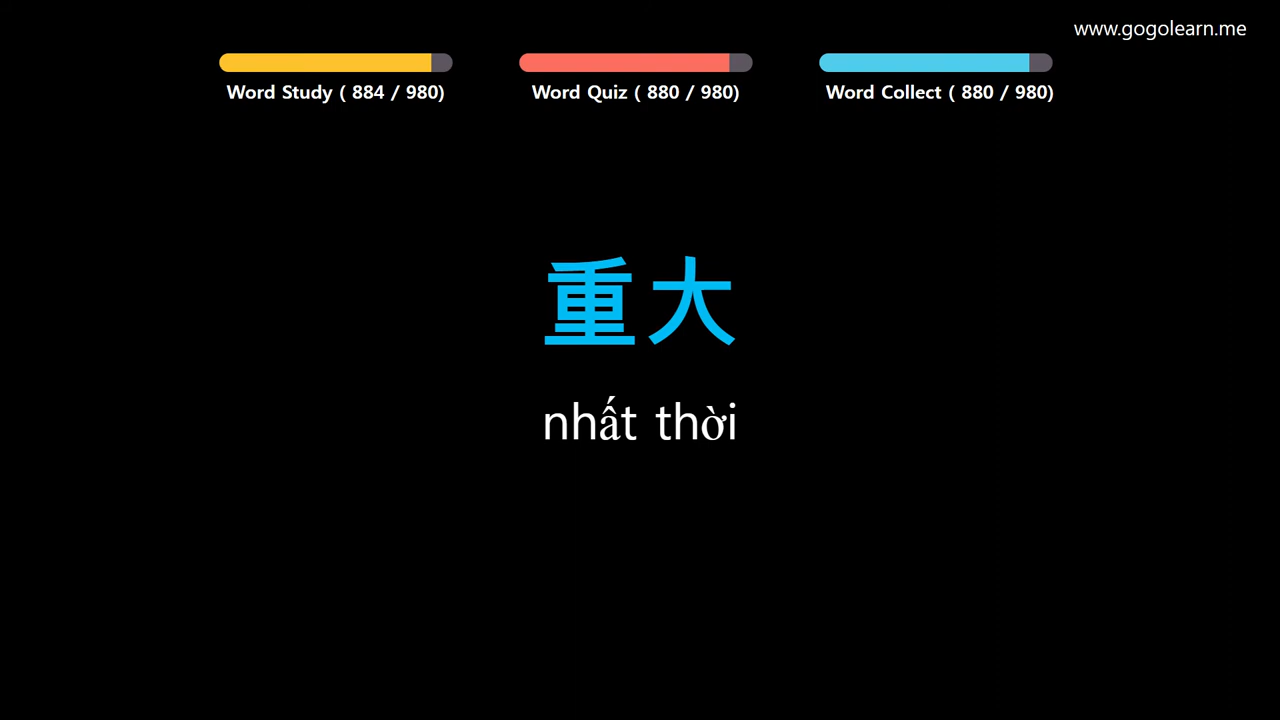 www.gogolearn.me
Word Study ( 884 / 980)
Word Quiz ( 880 / 980)
Word Collect ( 880 / 980)
重大
nhất thời